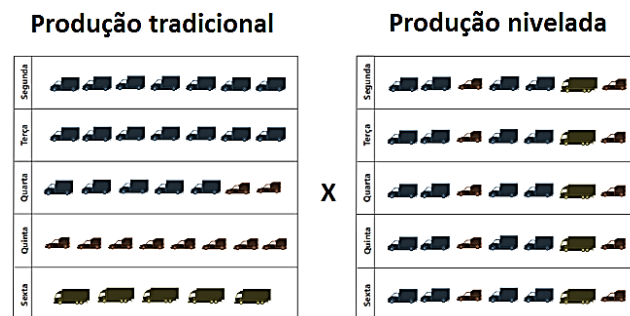 Produção tradicional
Segunda
Terça
Quarta
Quinta
Sexta
X
Produção nivelada
Segunda
Terça
Quarta
Quinta
Sexta